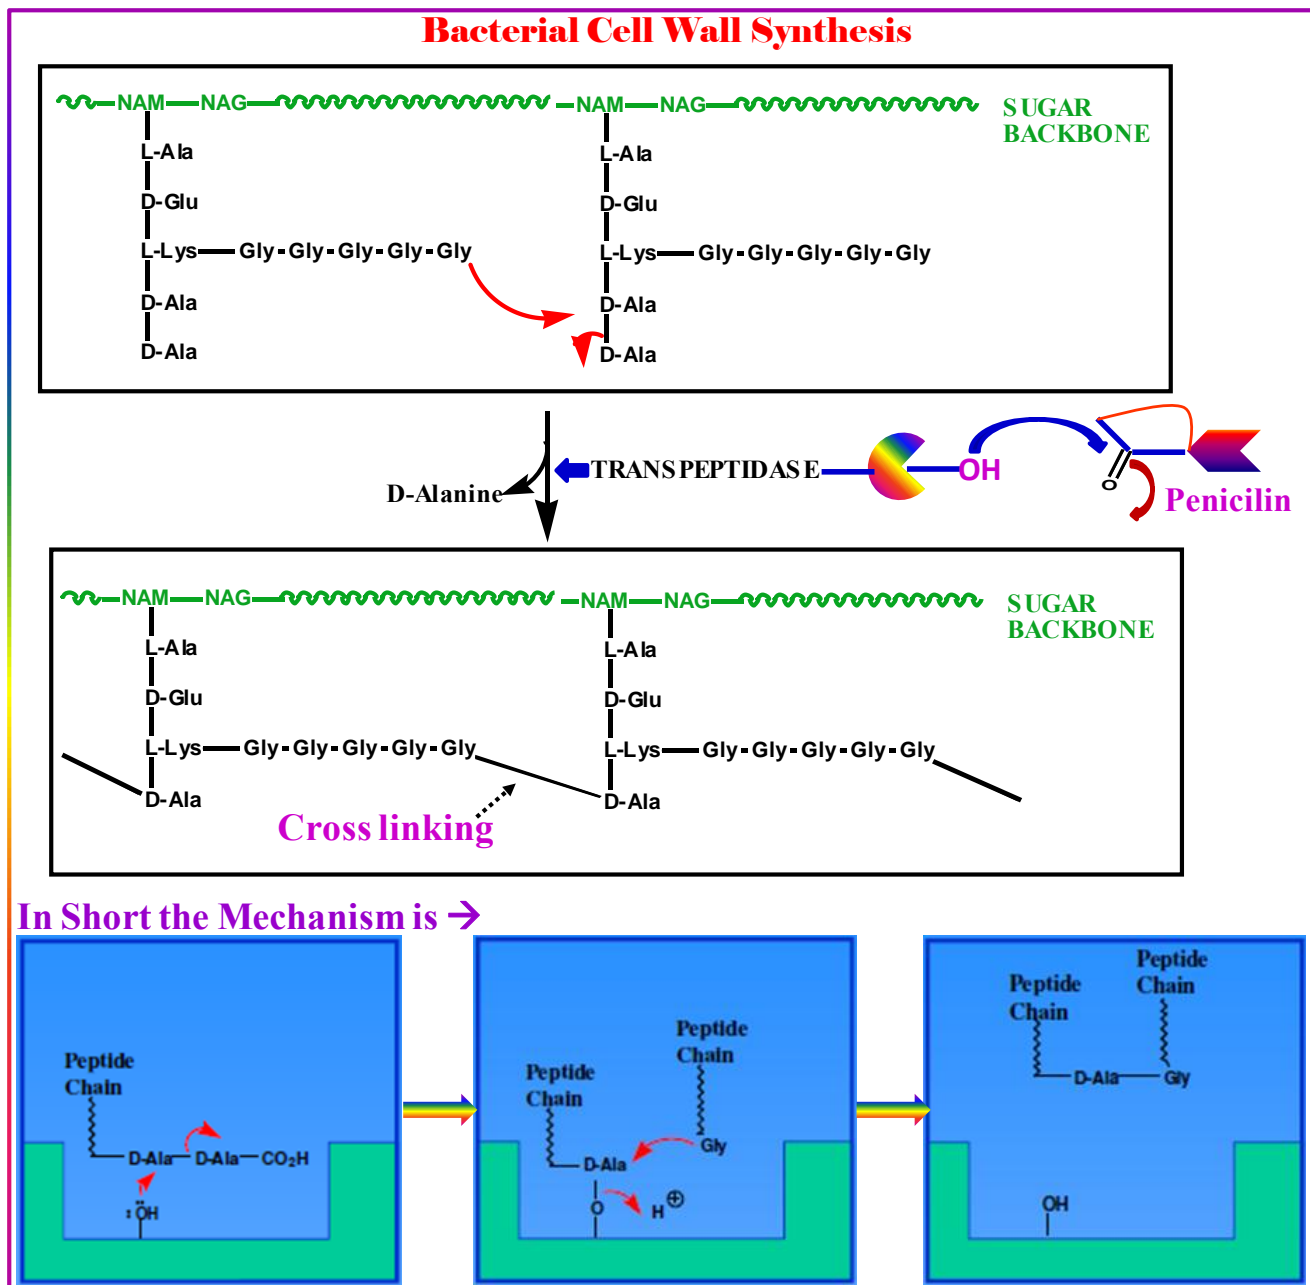 Bacterial Cell Wall Synthesis
NAM NAG NAM NAG SUGAR
BACKBONE
L-Ala L-Ala
D-Glu D-Glu
L-Lys Gly-Gly-Gly-Gly-Gly L-Lys Gly-Gly-Gly-Gly-Gly
D-Ala D-Ala
D-Ala D-Ala
TRANSPEPTIDASE OH O
D-Alanine Penicilin
NAM NAG NAM NAG SUGAR
BACKBONE
L-Ala L-Ala
D-Glu D-Glu
L-Lys Gly-Gly-Gly-Gly-Gly L-Lys Gly-Gly-Gly-Gly-Gly
D-Ala D-Ala
Cross linking
In Short the Mechanism is →
Peptide
Chain
D-Ala D-Ala CO₂H
:ÖH
Peptide
Chain
Peptide
Chain
Gly
D-Ala
O H⊕
Peptide
Chain
Peptide
Chain
D-Ala Gly
OH